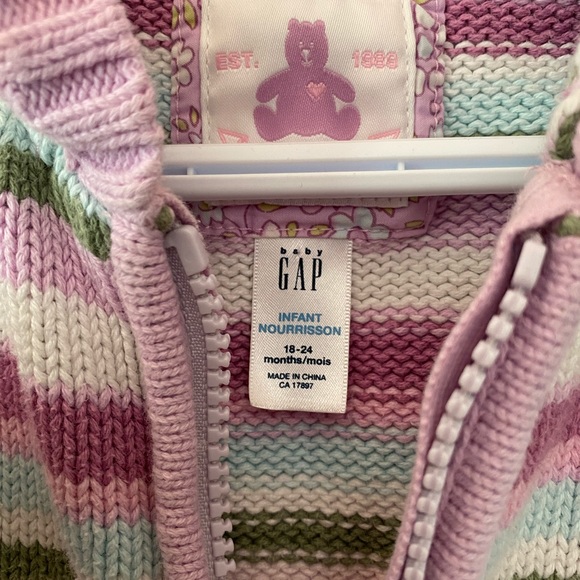 EST. 1969
baby
GAP
INFANT
NOURRISSON
18-24
months/mois
MADE IN CHINA
CA 17897